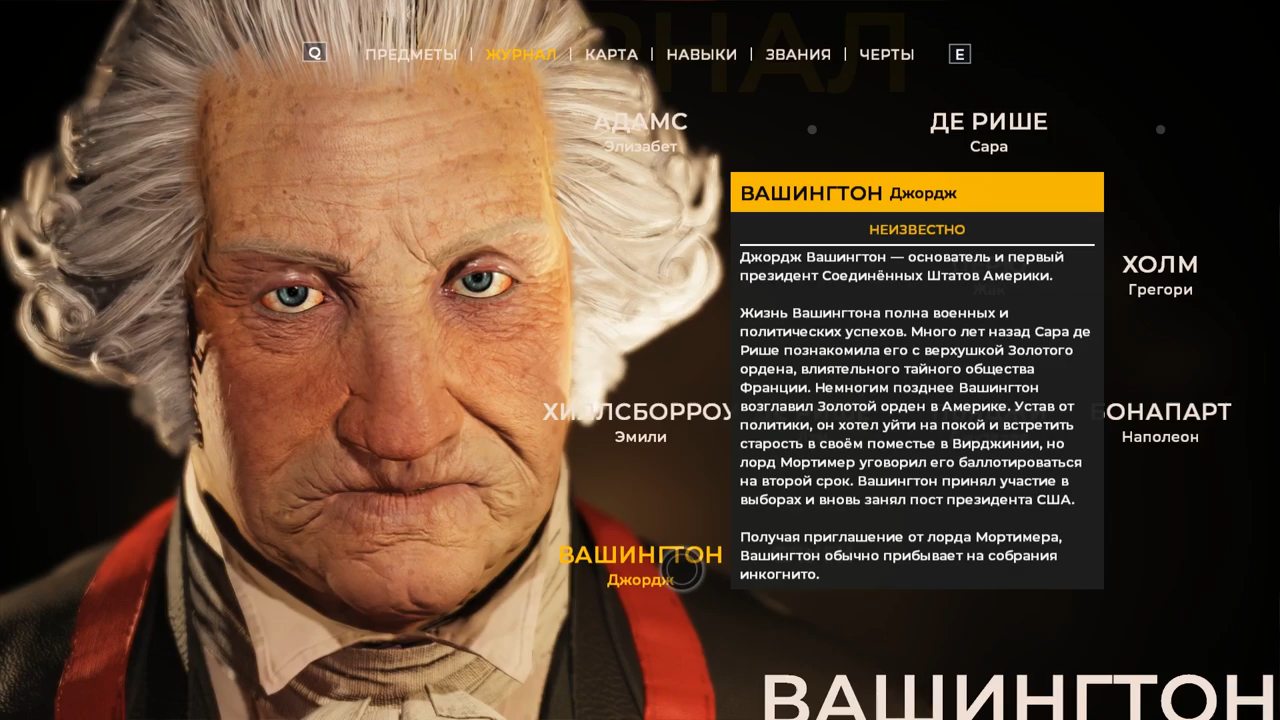 Q ПРЕДМЕТЫ | ЖУРНАЛ | КАРТА | НАВЫКИ | ЗВАНИЯ | ЧЕРТЫ E
АДАМС
Элизабет
ДЕ РИШЕ
Сара
ВАШИНГТОН Джордж
НЕИЗВЕСТНО
Джордж Вашингтон — основатель и первый
президент Соединённых Штатов Америки.
Жизнь Вашингтона полна военных и
политических успехов. Много лет назад Сара де
Рише познакомила его с верхушкой Золотого
ордена, влиятельного тайного общества
Франции. Немногим позднее Вашингтон
возглавил Золотой орден в Америке. Устав от
политики, он хотел уйти на покой и встретить
старость в своём поместье в Вирджинии, но
лорд Мортимер уговорил его баллотироваться
на второй срок. Вашингтон принял участие в
выборах и вновь занял пост президента США.
Получая приглашение от лорда Мортимера,
Вашингтон обычно прибывает на собрания
инкогнито.
ХОЛМ
Грегори
ХИЛЛСБОРРОУ
Эмили
БОНАПАРТ
Наполеон
ВАШИНГТОН
Джордж
ВАШИНГТОН